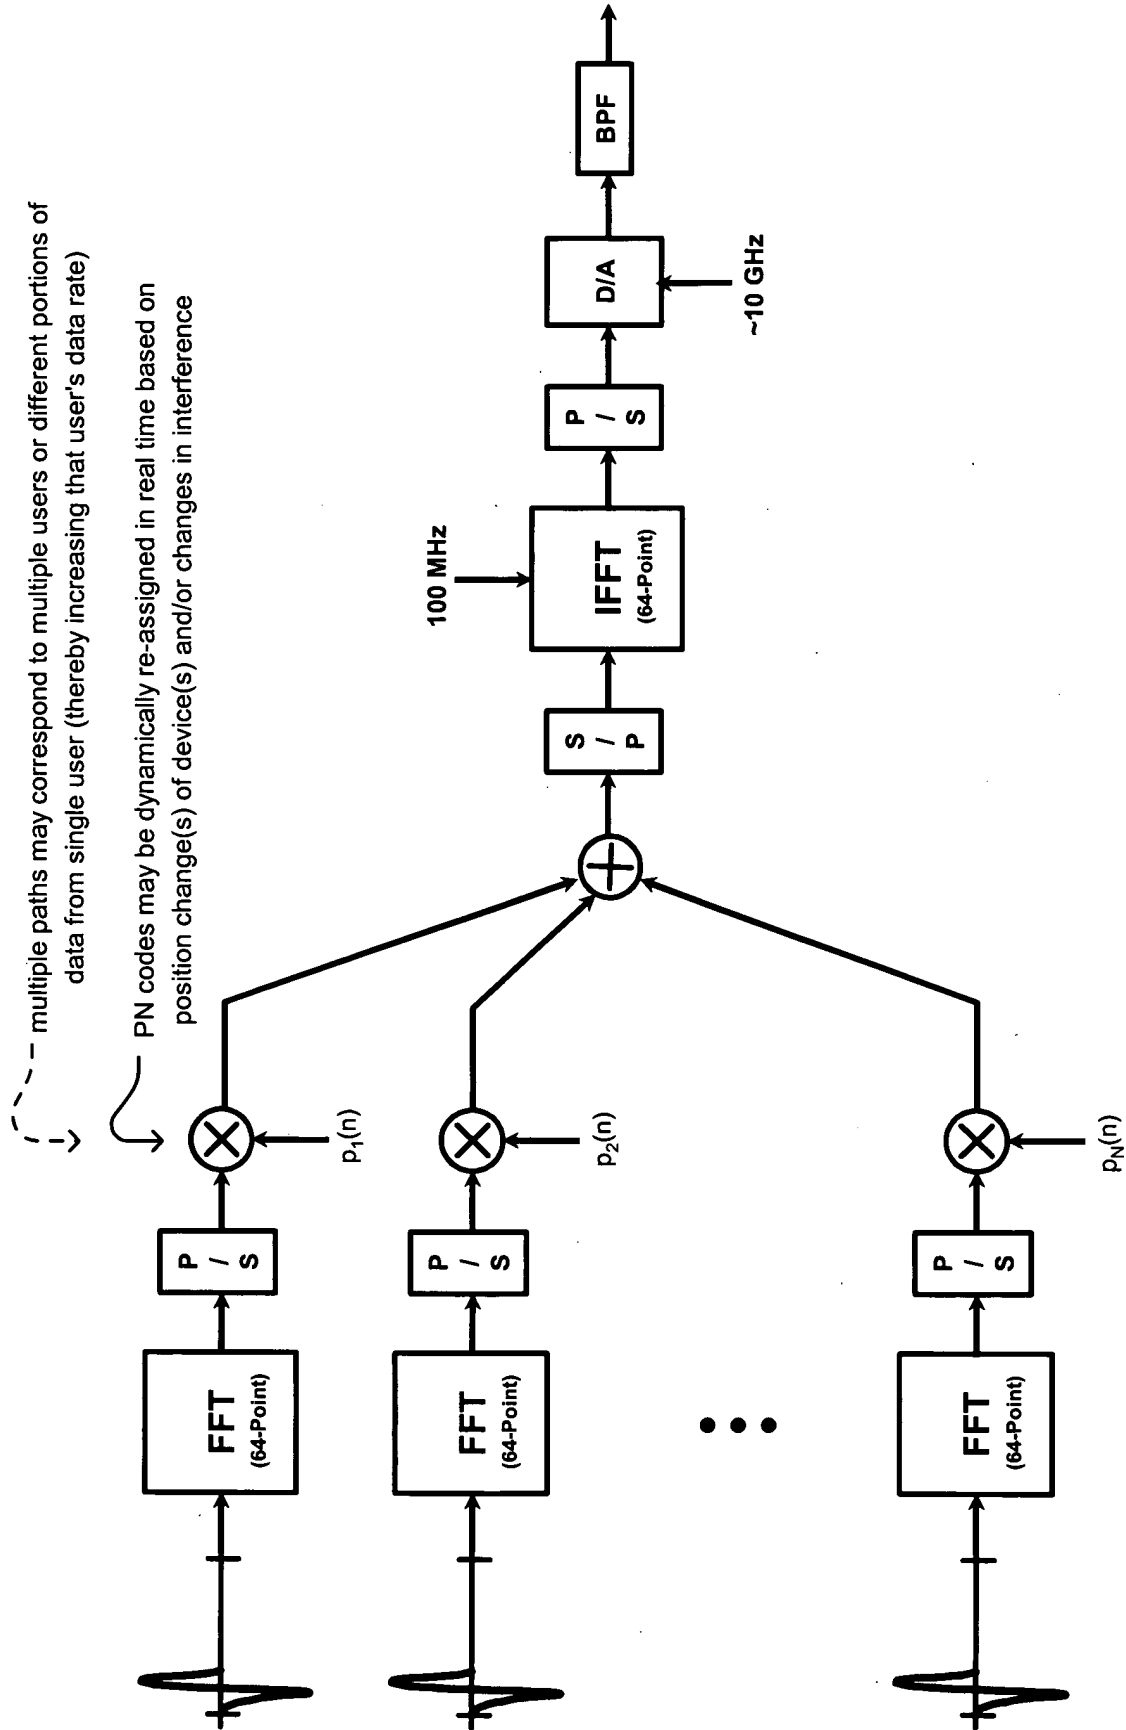 multiple paths may correspond to multiple users or different portions of
data from single user (thereby increasing that user's data rate)
PN codes may be dynamically re-assigned in real time based on
position change(s) of device(s) and/or changes in interference
FFT
(64-Point)
P
/
S
p1(n)
FFT
(64-Point)
P
/
S
p2(n)
FFT
(64-Point)
P
/
S
pN(n)
S
/
P
100 MHz
IFFT
(64-Point)
P
/
S
D/A
~10 GHz
BPF